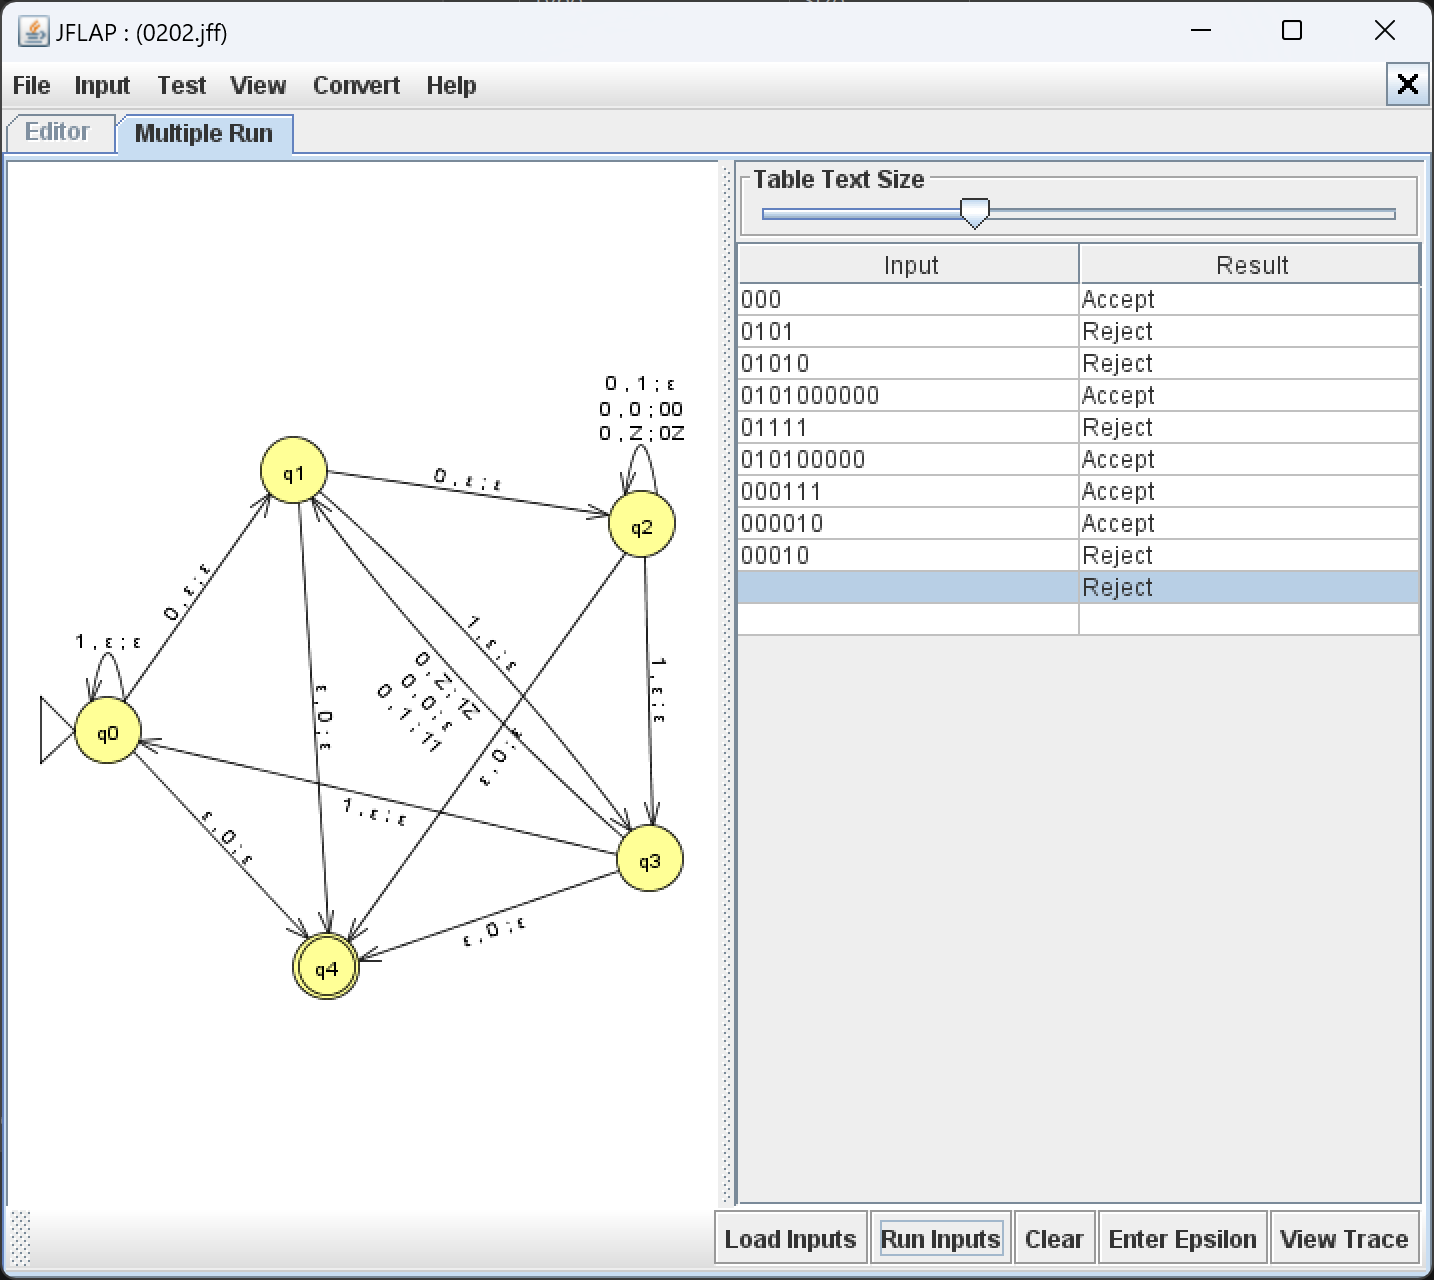 JFLAP : (0202.jff)
File Input Test View Convert Help
Editor Multiple Run
Table Text Size
Input Result
000 Accept
0101 Reject
01010 Reject
0101000000 Accept
01111 Reject
010100000 Accept
000111 Accept
000010 Accept
00010 Reject
Reject
0 , 1 ; ε
0 , 0 ; 00
0 , Z ; 0Z
q1
0 , ε ; ε
q2
0 , ε ; ε
1 , ε ; ε
1 , ε ; ε
0 , Z ; 1Z
0 , 0 ; ε
0 , 1 ; 11
1 , ε ; ε
ε , 0 ; ε
ε , 0 ; ε
q0
1 , ε ; ε
ε , 0 ; ε
q3
ε , 0 ; ε
q4
Load Inputs Run Inputs Clear Enter Epsilon View Trace